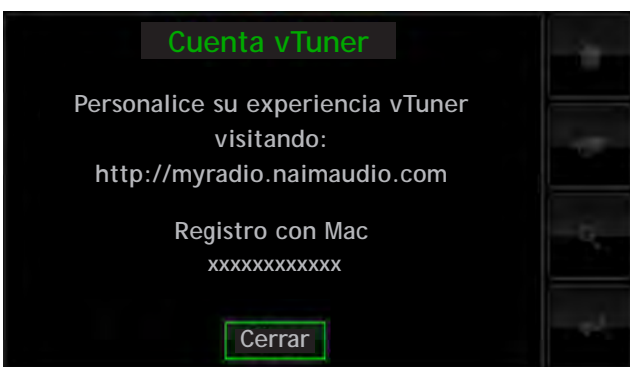 Cuenta vTuner
Personalice su experiencia vTuner
visitando:
http://myradio.naimaudio.com
Registro con Mac
xxxxxxxxxxxx
Cerrar